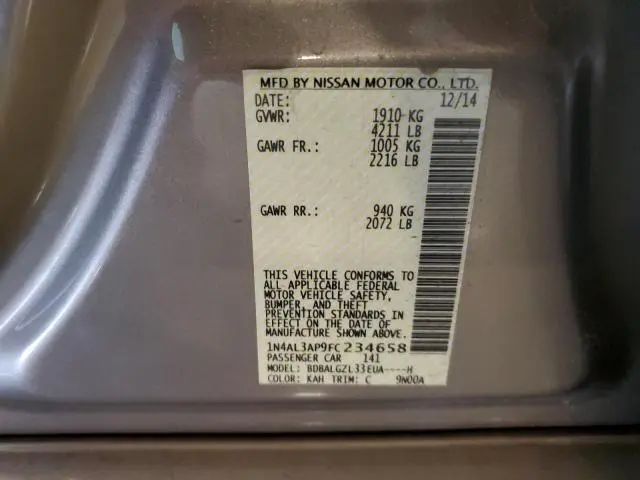 MFD BY NISSAN MOTOR CO., LTD.
DATE: 12/14
GVWR: 1910 KG
4211 LB
GAWR FR.: 1005 KG
2216 LB
GAWR RR.: 940 KG
2072 LB
THIS VEHICLE CONFORMS TO
ALL APPLICABLE FEDERAL
MOTOR VEHICLE SAFETY,
BUMPER, AND THEFT
PREVENTION STANDARDS IN
EFFECT ON THE DATE OF
MANUFACTURE SHOWN ABOVE.
1N4AL3AP9FC234658
PASSENGER CAR 141
MODEL: BDBALGZL33EUA----H
COLOR: KAH TRIM: C 9N00A